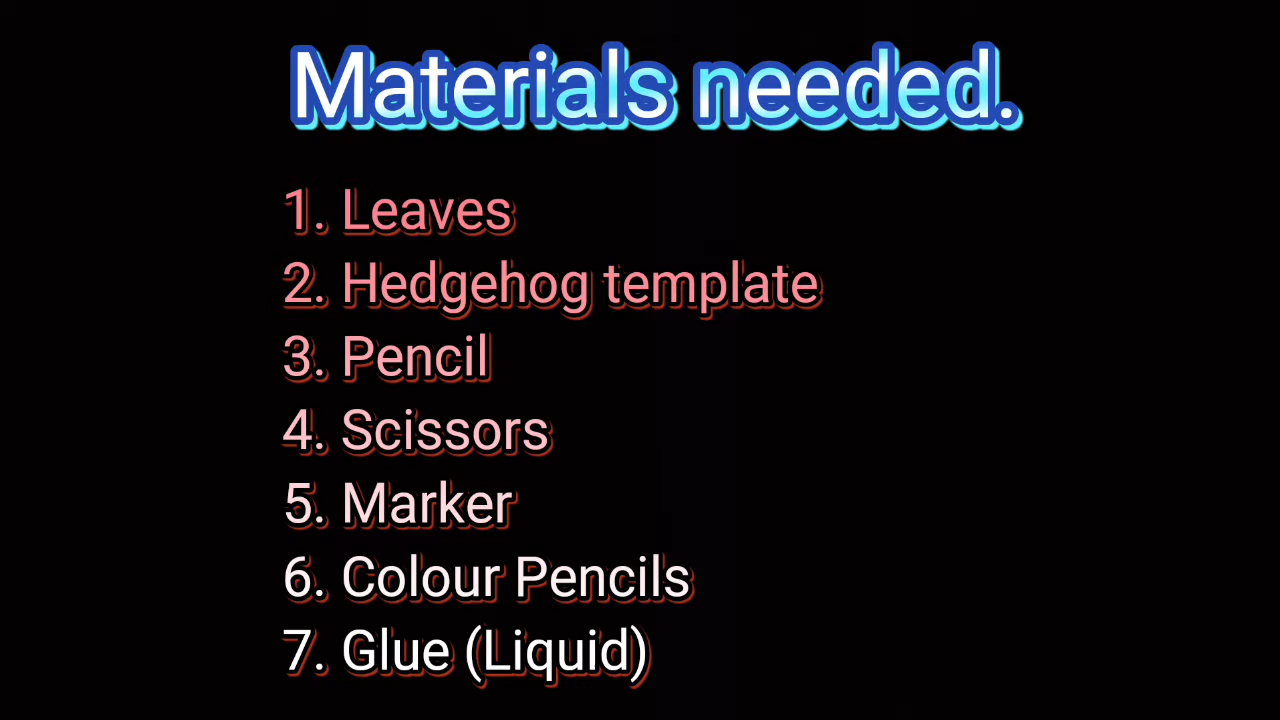 Materials needed.
1. Leaves
2. Hedgehog template
3. Pencil
4. Scissors
5. Marker
6. Colour Pencils
7. Glue (Liquid)